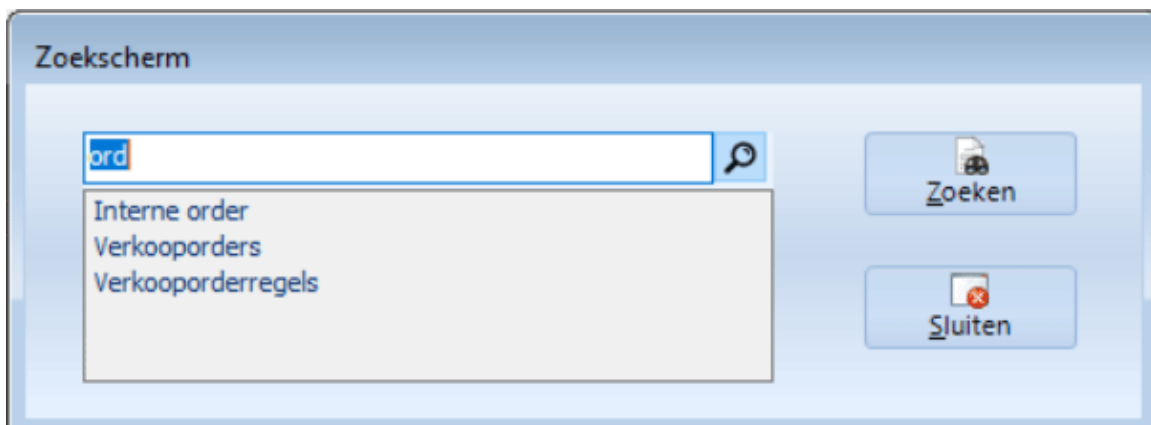 Zoekscherm
ord
Zoeken
Interne order
Verkooporders
Verkooporderregels
Sluiten